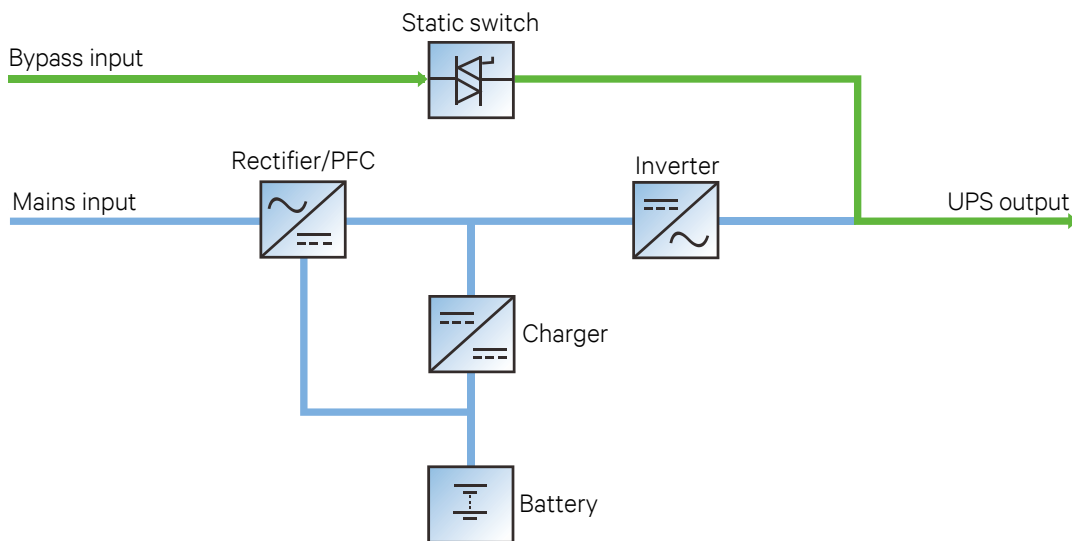 Static switch
Bypass input
Rectifier/PFC
Inverter
Mains input
UPS output
Charger
Battery